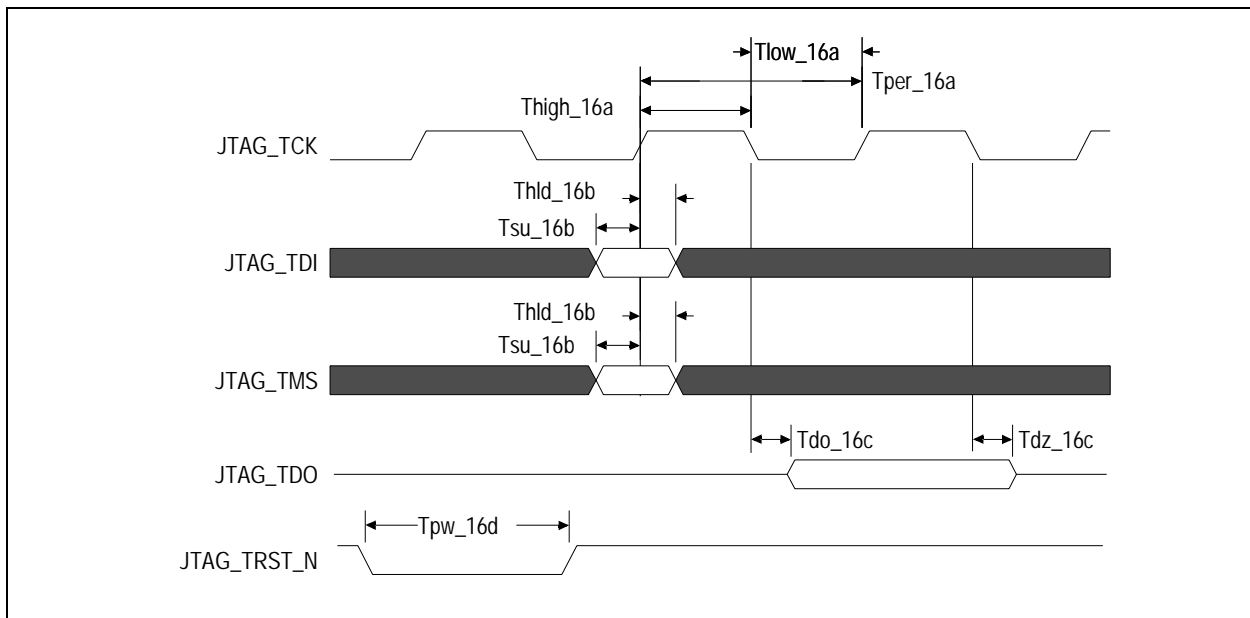 Tlow_16a
Tper_16a
Thigh_16a
JTAG_TCK
Thld_16b
Tsu_16b
JTAG_TDI
Thld_16b
Tsu_16b
JTAG_TMS
Tdo_16c
Tdz_16c
JTAG_TDO
Tpw_16d
JTAG_TRST_N